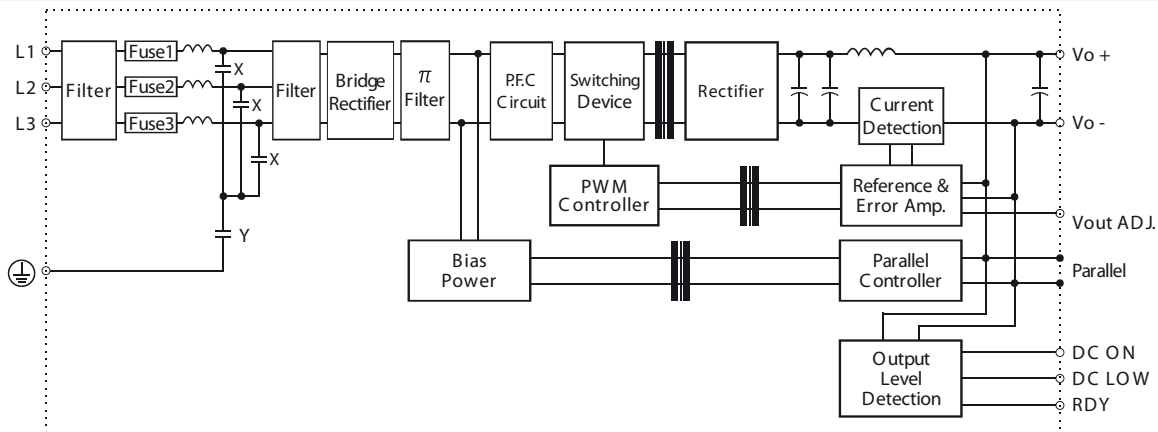 L1
L2
L3
Filter
Fuse1
Fuse2
Fuse3
X
X
X
Y
Filter
Bridge
Rectifier
π
Filter
P.F.C
Circuit
Switching
Device
Rectifier
Current
Detection
Vo +
Vo -
PWM
Controller
Reference &
Error Amp.
Vout ADJ.
Bias
Power
Parallel
Controller
Parallel
Output
Level
Detection
DC ON
DC LOW
RDY